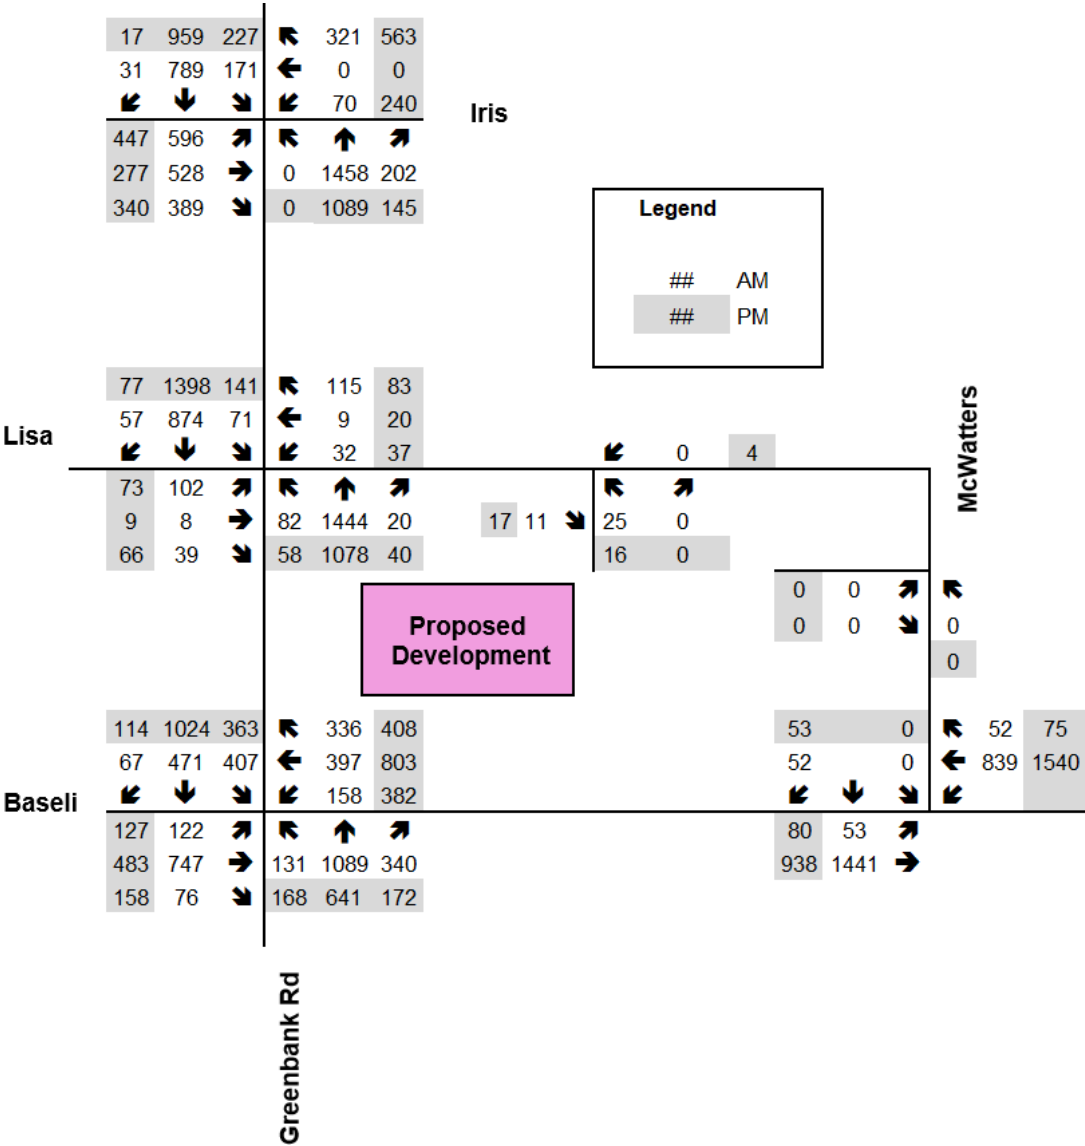 17 959 227 321 563
31 789 171 0 0
70 240
Iris
447 596
277 528 0 1458 202
340 389 0 1089 145
Legend
## AM
## PM
77 1398 141 115 83
57 874 71 9 20
Lisa
32 37 0 4
McWatters
73 102
9 8 82 1444 20 17 11 25 0
66 39 58 1078 40 16 0
0 0
0 0 0
0
Proposed
Development
114 1024 363 336 408 53 0 52 75
67 471 407 397 803 52 0 839 1540
Baseli
158 382
127 122 80 53
483 747 131 1089 340 938 1441
158 76 168 641 172
Greenbank Rd